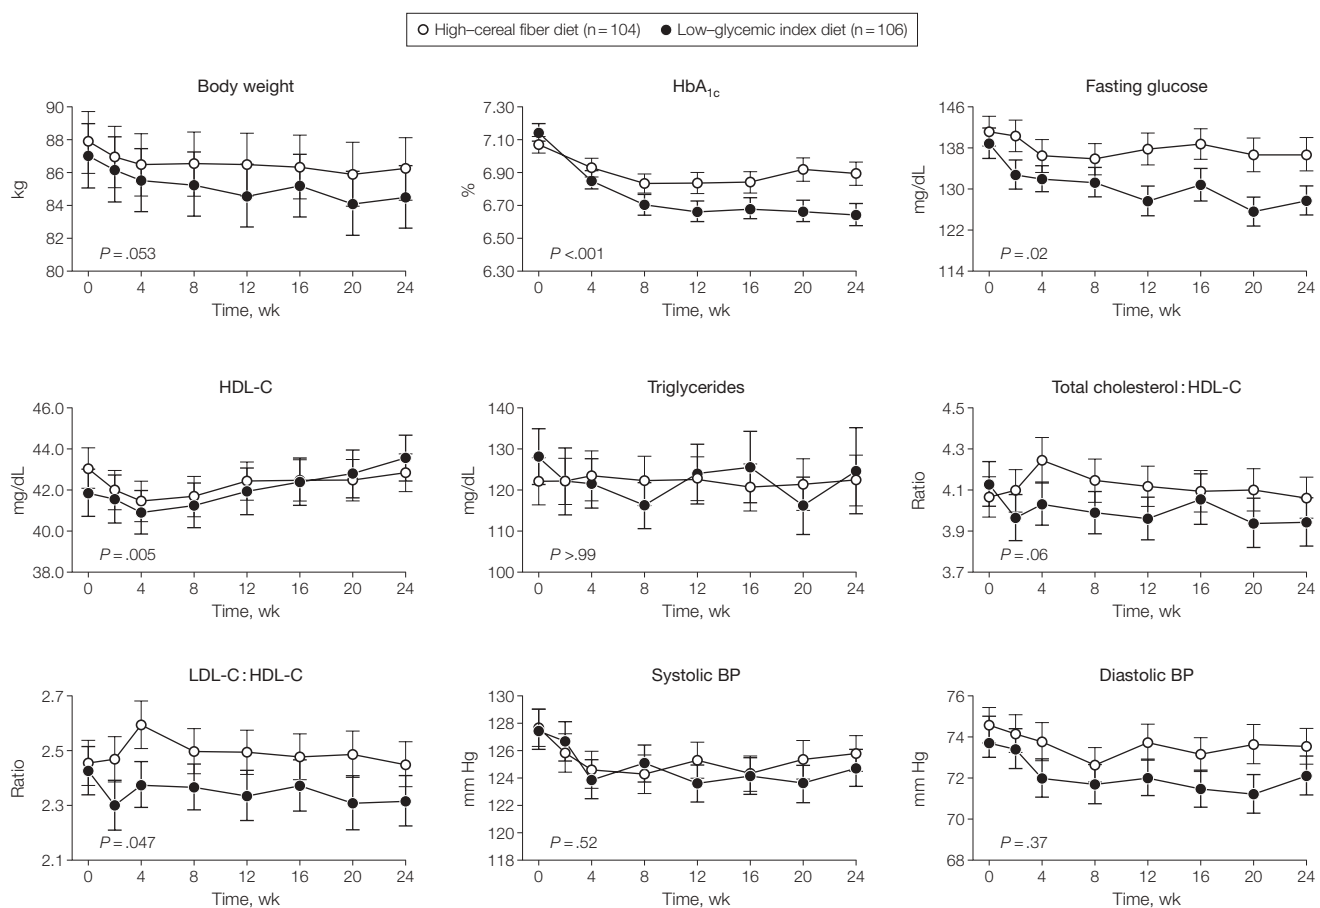 High–cereal fiber diet (n=104) Low–glycemic index diet (n=106)
Body weight
90
88
86
84
82
80
kg
P=.053
0 4 8 12 16 20 24
Time, wk
HbA1c
7.30
7.10
6.90
6.70
6.50
6.30
%
P<.001
0 4 8 12 16 20 24
Time, wk
Fasting glucose
146
138
130
122
114
mg/dL
P=.02
0 4 8 12 16 20 24
Time, wk
HDL-C
46.0
44.0
42.0
40.0
38.0
mg/dL
P=.005
0 4 8 12 16 20 24
Time, wk
Triglycerides
140
130
120
110
100
mg/dL
P>.99
0 4 8 12 16 20 24
Time, wk
Total cholesterol:HDL-C
4.5
4.3
4.1
3.9
3.7
Ratio
P=.06
0 4 8 12 16 20 24
Time, wk
LDL-C:HDL-C
2.7
2.5
2.3
2.1
Ratio
P=.047
0 4 8 12 16 20 24
Time, wk
Systolic BP
130
128
126
124
122
120
118
mm Hg
P=.52
0 4 8 12 16 20 24
Time, wk
Diastolic BP
76
74
72
70
68
mm Hg
P=.37
0 4 8 12 16 20 24
Time, wk